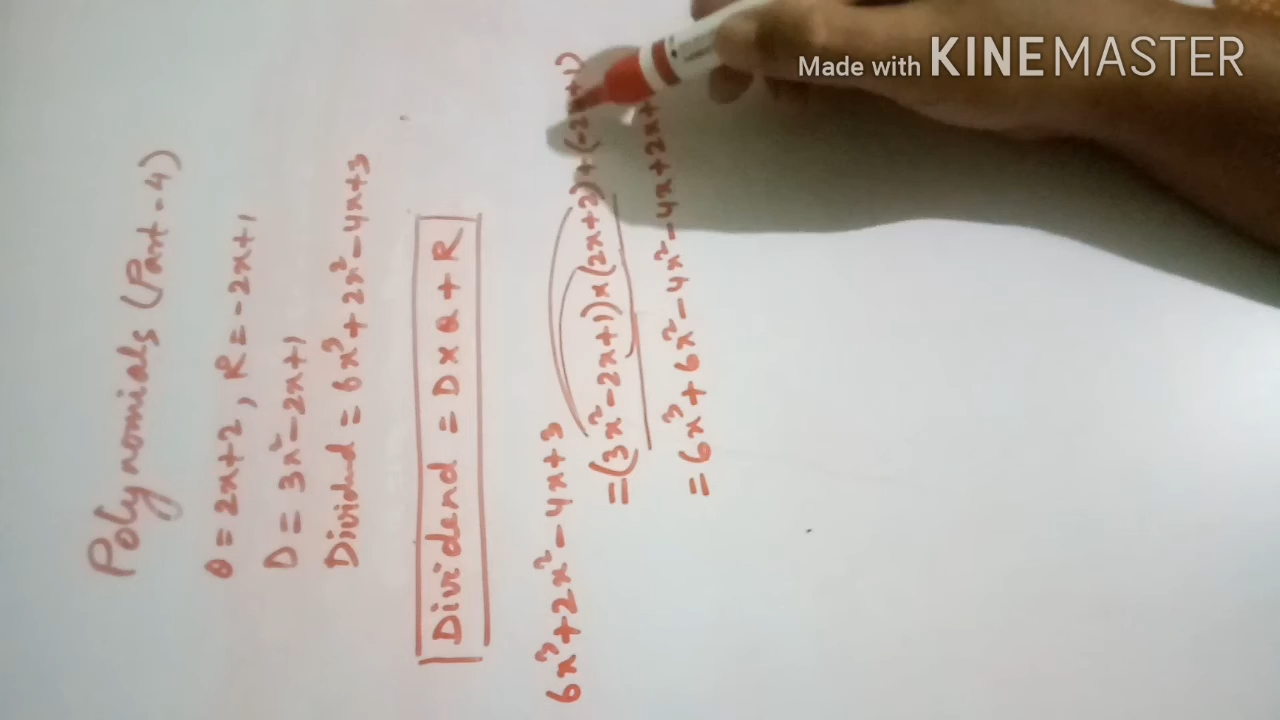 Made with KINEMASTER
Polynomials (Part-4)
Q = 2x+2, R = -2x+1
D = 3x²-2x+1
Dividend = 6x³+2x²-4x+3
Dividend = D x Q + R
6x³+2x²-4x+3
=(3x²-2x+1)x(2x+2)+(-2x+1)
=6x³+6x²-4x²-4x+2x+